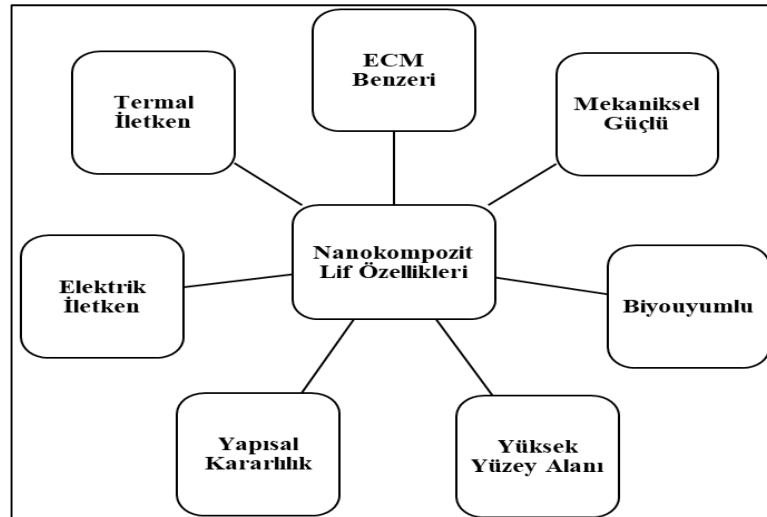 ECM
Benzeri
Termal
İletken
Mekaniksel
Güçlü
Nanokompozit
Lif Özellikleri
Elektrik
İletken
Biyouyumlu
Yapısal
Kararlılık
Yüksek
Yüzey Alanı